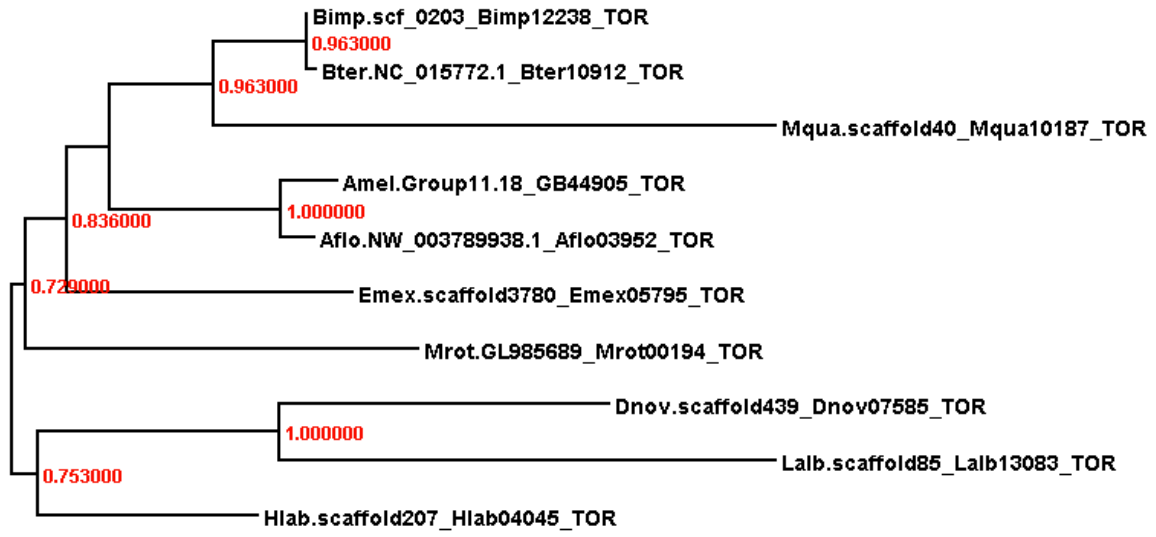 Bimp.scf_0203_Bimp12238_TOR
0.963000
Bter.NC_015772.1_Bter10912_TOR
0.963000
Mqua.scaffold40_Mqua10187_TOR
Amel.Group11.18_GB44905_TOR
1.000000
0.836000
Aflo.NW_003789938.1_Aflo03952_TOR
0.729000
Emex.scaffold3780_Emex05795_TOR
Mrot.GL985689_Mrot00194_TOR
Dnov.scaffold439_Dnov07585_TOR
1.000000
Lalb.scaffold85_Lalb13083_TOR
0.753000
Hlab.scaffold207_Hlab04045_TOR